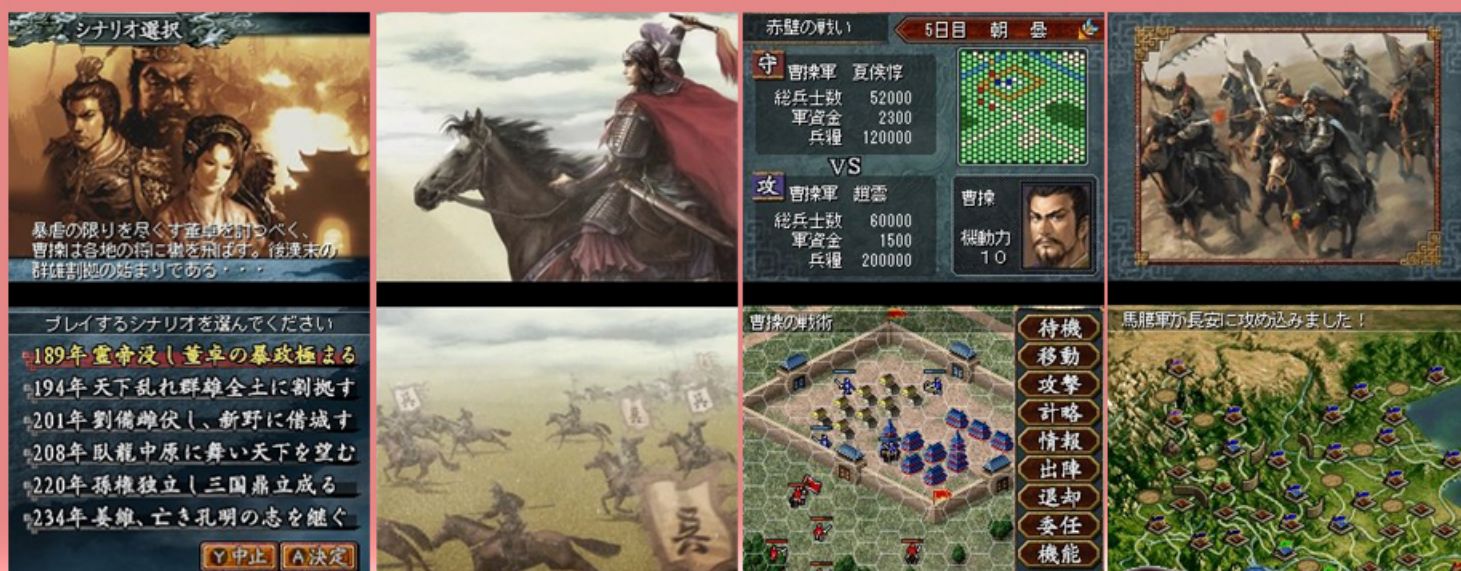 シナリオ選択
暴虐の限りを尽くす董卓を討つべく、
曹操は各地の将に檄を飛ばす。後漢末の
群雄割拠の始まりである・・・
プレイするシナリオを選んでください
189年 霊帝没し董卓の暴政極まる
194年 天下乱れ群雄全土に割拠す
201年 劉備雌伏し、新野に借城す
208年 臥龍中原に舞い天下を望む
220年 孫権独立し三国鼎立成る
234年 姜維、亡き孔明の志を継ぐ
Y中止
A決定
兵
兵
兵
赤壁の戦い
5日目 朝 曇
守
曹操軍 夏侯惇
総兵士数 52000
軍資金 2300
兵糧 120000
VS
攻
曹操軍 趙雲
総兵士数 60000
軍資金 1500
兵糧 200000
曹操
機動力
10
曹操の戦術
待機
移動
攻撃
計略
情報
出陣
退却
委任
機能
馬騰軍が長安に攻め込みました！